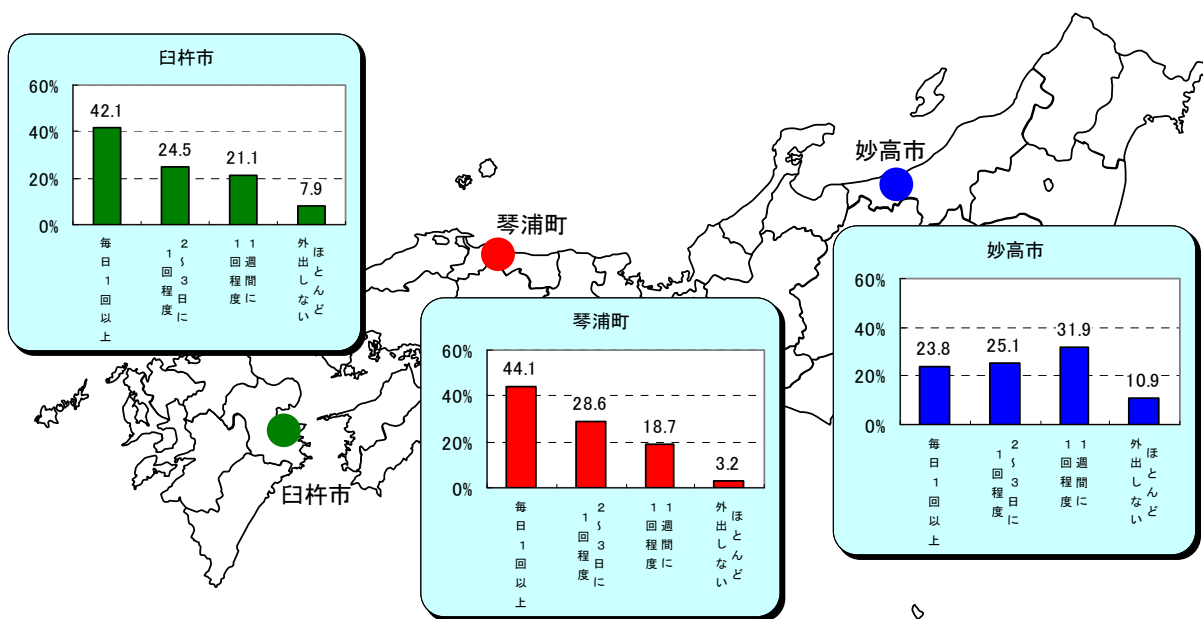 臼杵市
60%
40%
20%
0%
42.1
24.5
21.1
7.9
毎日1回以上
2~3日に
1回程度
1週間に
1回程度
ほとんど
外出しない
琴浦町
妙高市
臼杵市
琴浦町
60%
40%
20%
0%
44.1
28.6
18.7
3.2
毎日1回以上
2~3日に
1回程度
1週間に
1回程度
ほとんど
外出しない
妙高市
60%
40%
20%
0%
23.8
25.1
31.9
10.9
毎日1回以上
2~3日に
1回程度
1週間に
1回程度
ほとんど
外出しない